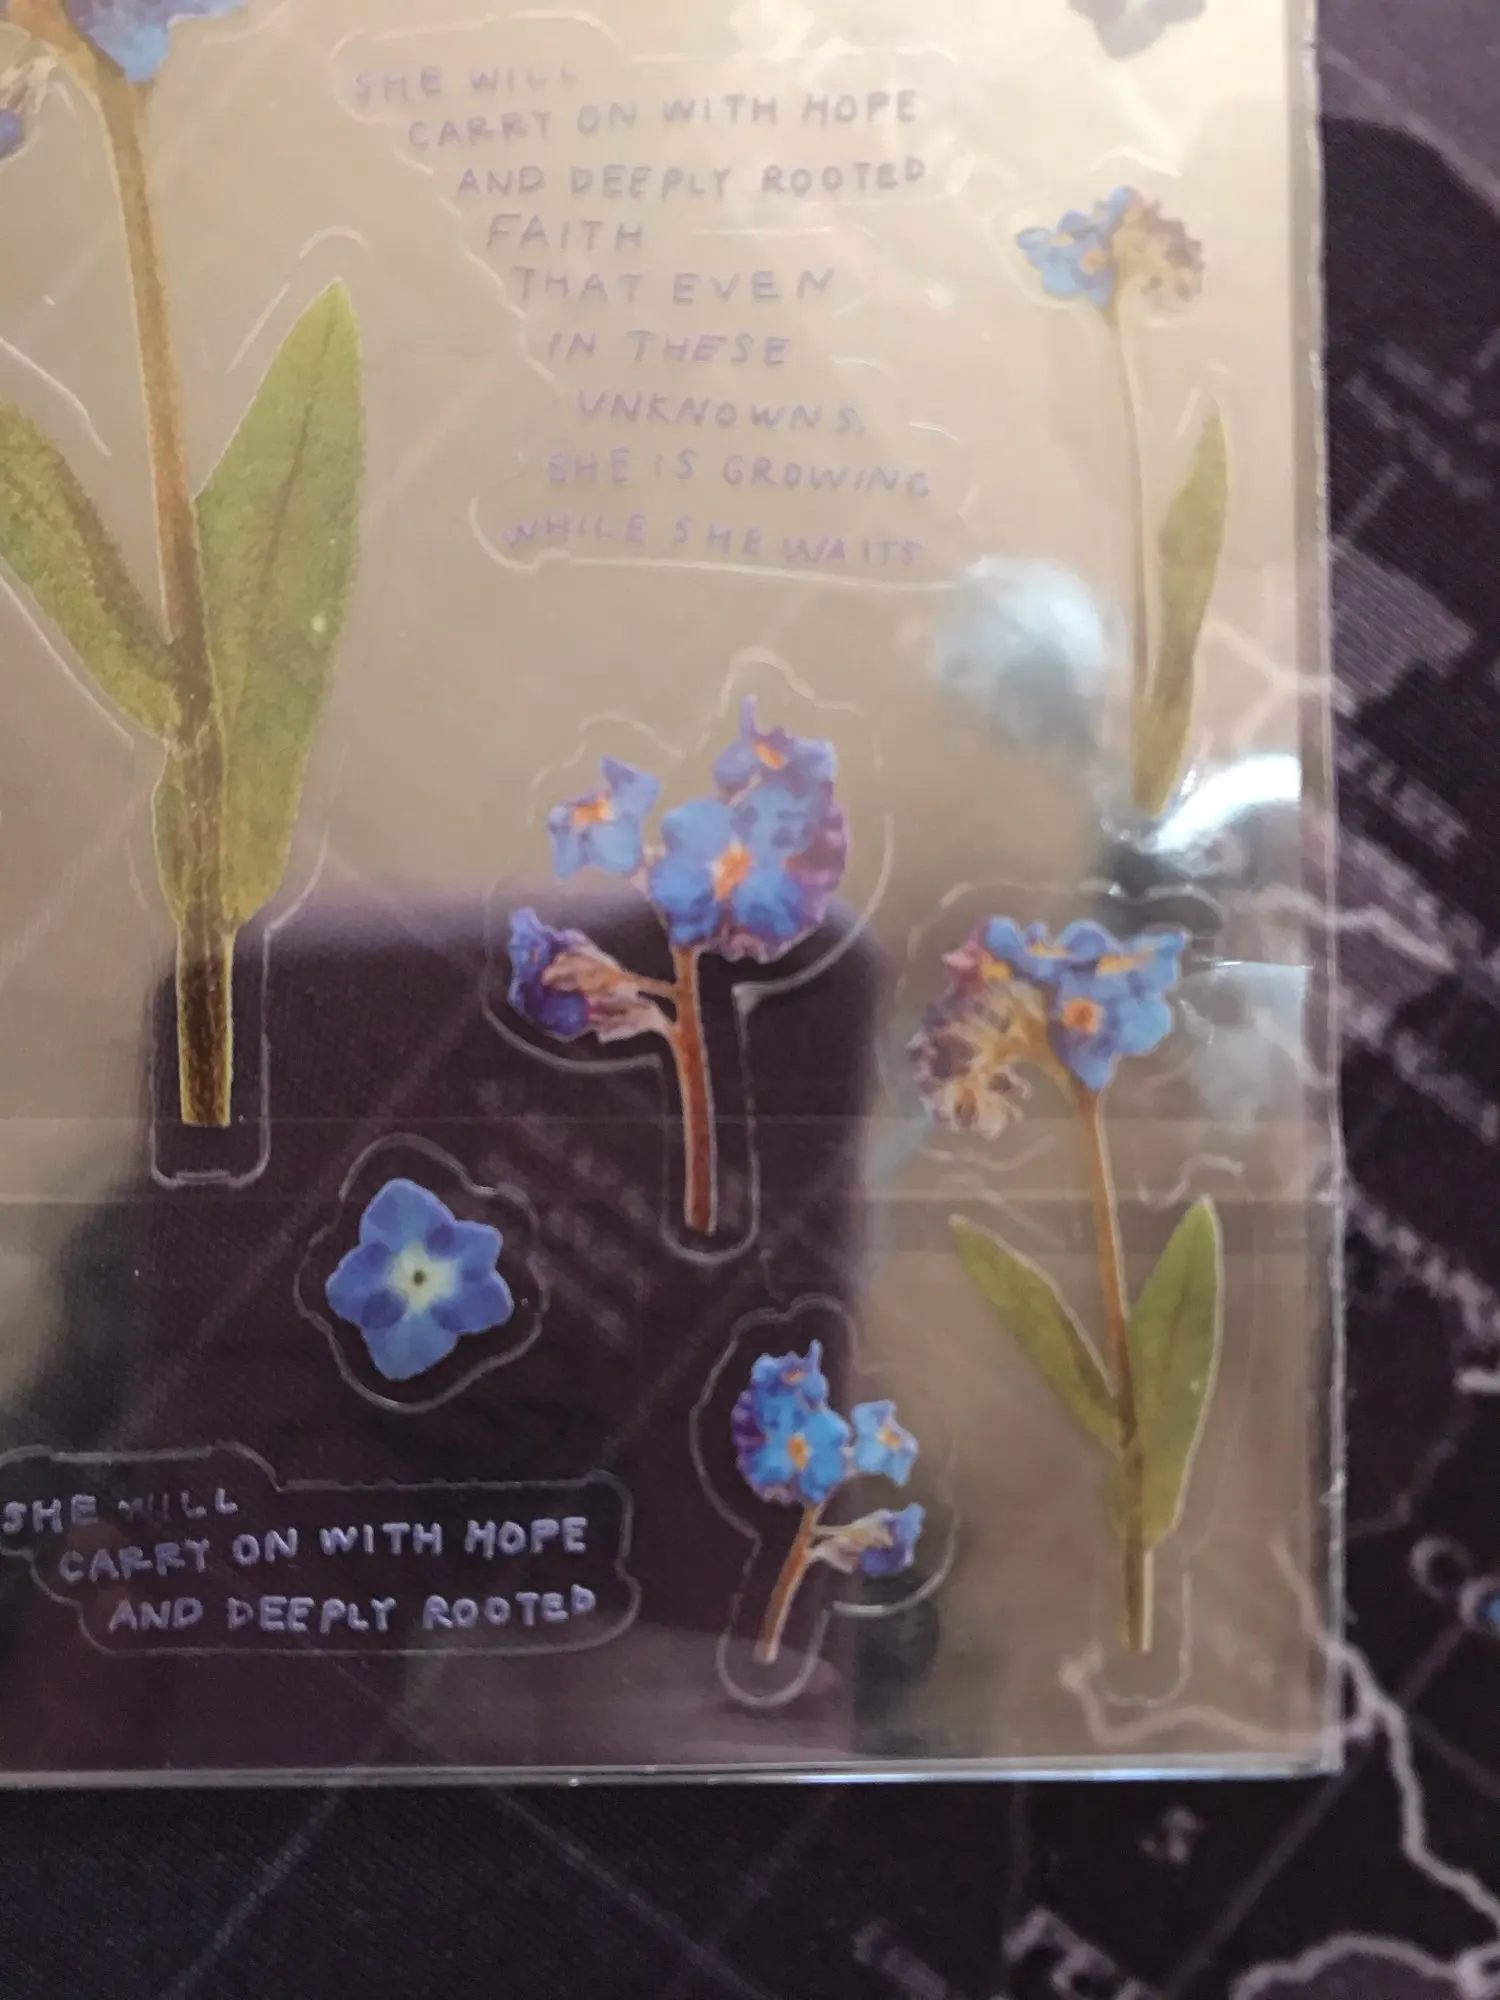 SHE WILL
CARRY ON WITH HOPE
AND DEEPLY ROOTED
FAITH
THAT EVEN
IN THESE
UNKNOWNS,
SHE IS GROWING
WHILE SHE WAITS
SHE WILL
CARRY ON WITH HOPE
AND DEEPLY ROOTED